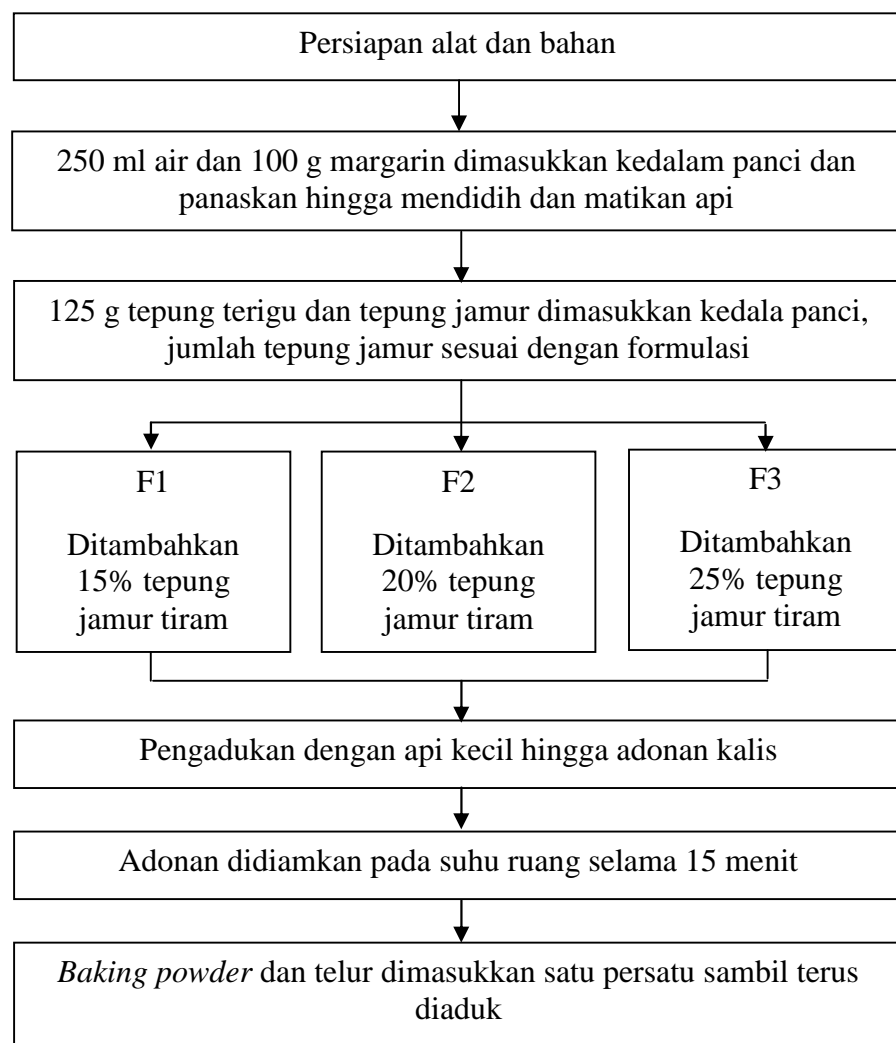 Persiapan alat dan bahan
250 ml air dan 100 g margarin dimasukkan kedalam panci dan
panaskan hingga mendidih dan matikan api
125 g tepung terigu dan tepung jamur dimasukkan kedala panci,
jumlah tepung jamur sesuai dengan formulasi
F1
Ditambahkan
15% tepung
jamur tiram
F2
Ditambahkan
20% tepung
jamur tiram
F3
Ditambahkan
25% tepung
jamur tiram
Pengadukan dengan api kecil hingga adonan kalis
Adonan didiamkan pada suhu ruang selama 15 menit
Baking powder dan telur dimasukkan satu persatu sambil terus
diaduk